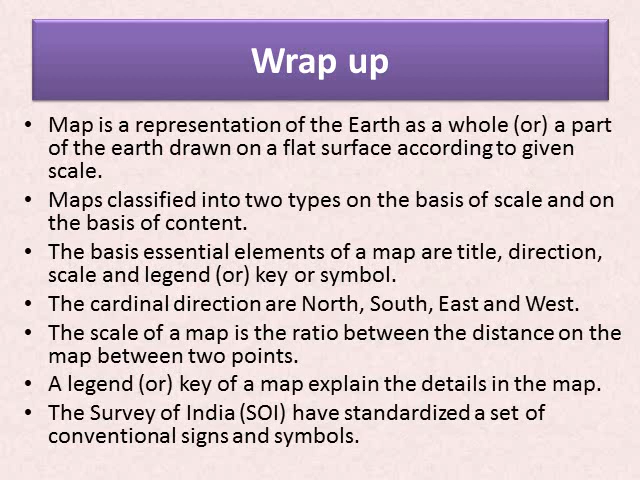 Wrap up
• Map is a representation of the Earth as a whole (or) a part
of the earth drawn on a flat surface according to given
scale.
• Maps classified into two types on the basis of scale and on
the basis of content.
• The basis essential elements of a map are title, direction,
scale and legend (or) key or symbol.
• The cardinal direction are North, South, East and West.
• The scale of a map is the ratio between the distance on the
map between two points.
• A legend (or) key of a map explain the details in the map.
• The Survey of India (SOI) have standardized a set of
conventional signs and symbols.